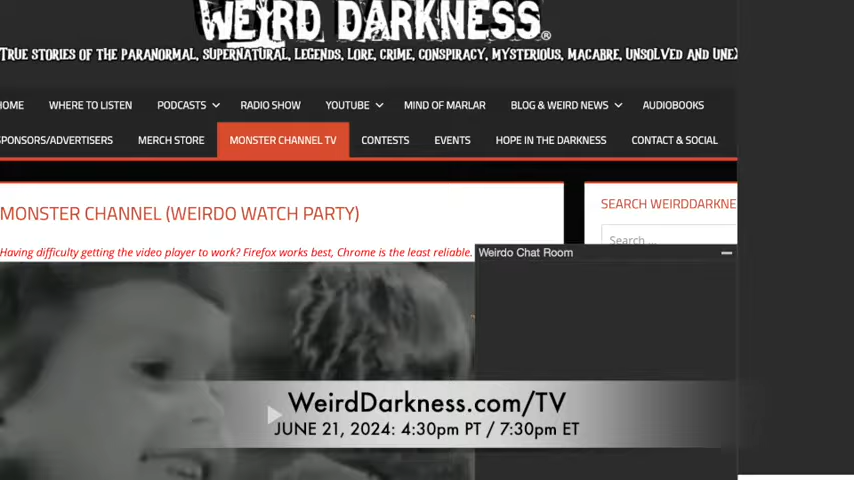 WEIRD DARKNESS®
TRUE STORIES OF THE PARANORMAL, SUPERNATURAL, LEGENDS, LORE, CRIME, CONSPIRACY, MYSTERIOUS, MACABRE, UNSOLVED AND UNEX
HOME WHERE TO LISTEN PODCASTS RADIO SHOW YOUTUBE MIND OF MARLAR BLOG & WEIRD NEWS AUDIOBOOKS
SPONSORS/ADVERTISERS MERCH STORE MONSTER CHANNEL TV CONTESTS EVENTS HOPE IN THE DARKNESS CONTACT & SOCIAL
MONSTER CHANNEL (WEIRDO WATCH PARTY)
SEARCH WEIRDDARKNE
Search ...
Having difficulty getting the video player to work? Firefox works best, Chrome is the least reliable.
Weirdo Chat Room
WeirdDarkness.com/TV
JUNE 21, 2024: 4:30pm PT / 7:30pm ET